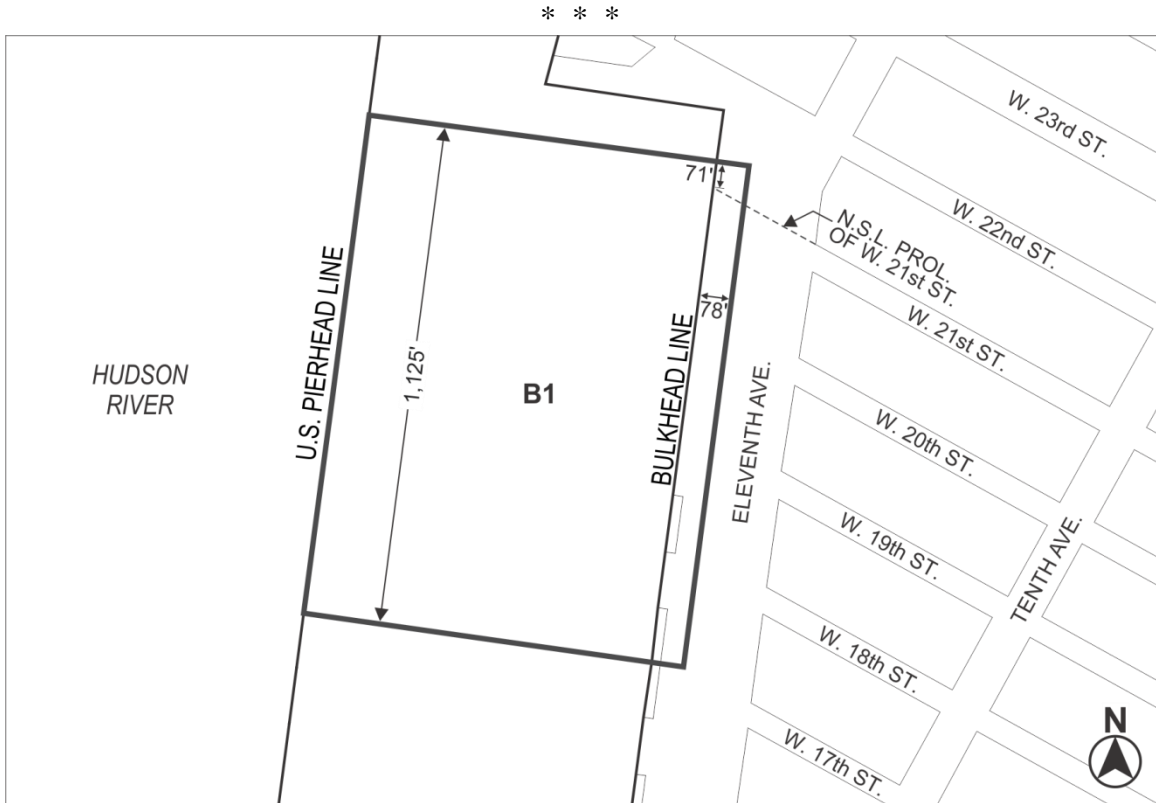 * * *
W. 23rd ST.
71'
W. 22nd ST.
N.S.L. PROL.
OF W. 21st ST.
78'
W. 21st ST.
U.S. PIERHEAD LINE
1,125'
HUDSON
RIVER
B1
BULKHEAD LINE
ELEVENTH AVE.
W. 20th ST.
W. 19th ST.
TENTH AVE.
W. 18th ST.
W. 17th ST.
N